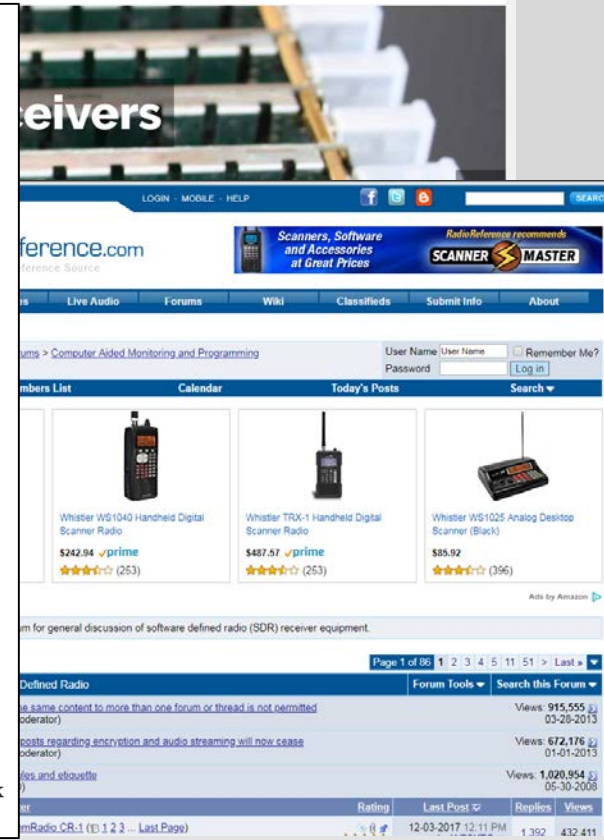 eivers
LOGIN - MOBILE - HELP
SEARC
ference.com
ference Source
Scanners, Software
and Accessories
at Great Prices
RadioReference recommends
SCANNER MASTER
Live Audio Forums Wiki Classifieds Submit Info About
ums > Computer Aided Monitoring and Programming
User Name User Name Remember Me?
Password Log in
mbers List Calendar Today's Posts Search
Whistler WS1040 Handheld Digital
Scanner Radio
$242.94 prime
(253)
Whistler TRX-1 Handheld Digital
Scanner Radio
$487.57 prime
(253)
Whistler WS1025 Analog Desktop
Scanner (Black)
$85.92
(396)
Ads by Amazon
um for general discussion of software defined radio (SDR) receiver equipment.
Page 1 of 86 1 2 3 4 5 11 51 > Last »
Defined Radio Forum Tools Search this Forum
e same content to more than one forum or thread is not permitted
oderator)
Views: 915,555
03-28-2013
posts regarding encryption and audio streaming will now cease
oderator)
Views: 672,176
01-01-2013
les and etiquette
Views: 1,020,954
05-30-2008
k
er Rating Last Post Replies Views
mRadio CR-1 ( 1 2 3 ... Last Page)
12-03-2017 12:11 PM
1,392 432,411